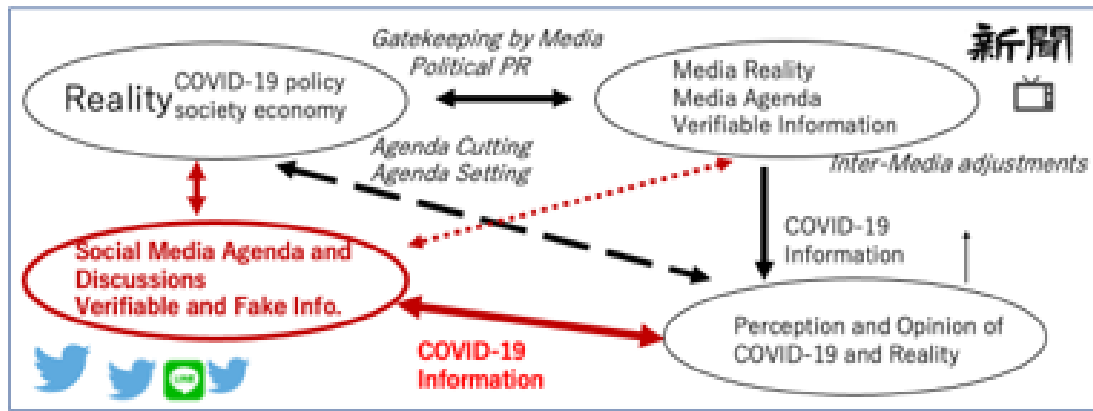 Gatekeeping by Media
Political PR
新聞
Reality
COVID-19 policy
society economy
Media Reality
Media Agenda
Verifiable Information
Agenda Cutting
Agenda Setting
Inter-Media adjustments
Social Media Agenda and
Discussions
Verifiable and Fake Info.
COVID-19
Information
Perception and Opinion of
COVID-19 and Reality
COVID-19
Information
LINE